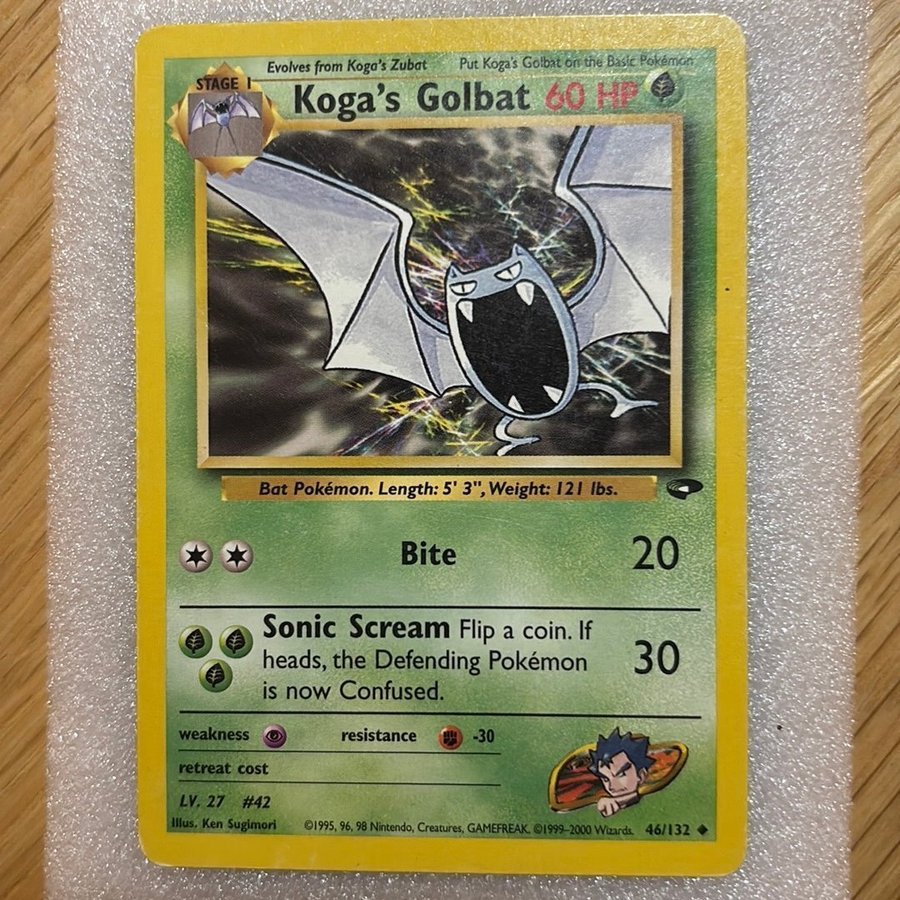 Evolves from Koga's Zubat Put Koga's Golbat on the Basic Pokémon
STAGE 1
Koga's Golbat 60 HP
Bat Pokémon. Length: 5' 3", Weight: 121 lbs.
Bite 20
Sonic Scream Flip a coin. If
heads, the Defending Pokémon 30
is now Confused.
weakness resistance -30
retreat cost
LV. 27 #42
Illus. Ken Sugimori ©1995, 96, 98 Nintendo, Creatures, GAMEFREAK. ©1999-2000 Wizards. 46/132